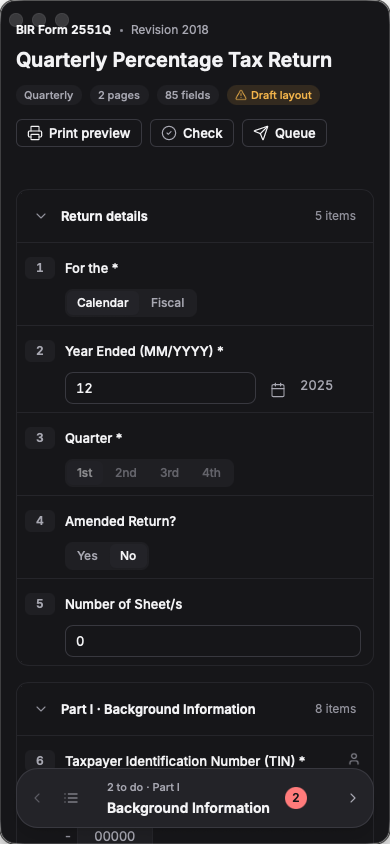 BIR Form 2551Q • Revision 2018
Quarterly Percentage Tax Return
Quarterly 2 pages 85 fields Draft layout
Print preview Check Queue
Return details 5 items
1 For the *
Calendar Fiscal
2 Year Ended (MM/YYYY) *
12 2025
3 Quarter *
1st 2nd 3rd 4th
4 Amended Return?
Yes No
5 Number of Sheet/s
0
Part I · Background Information 8 items
6 Taxpayer Identification Number (TIN) *
2 to do · Part I
Background Information 2
- 00000